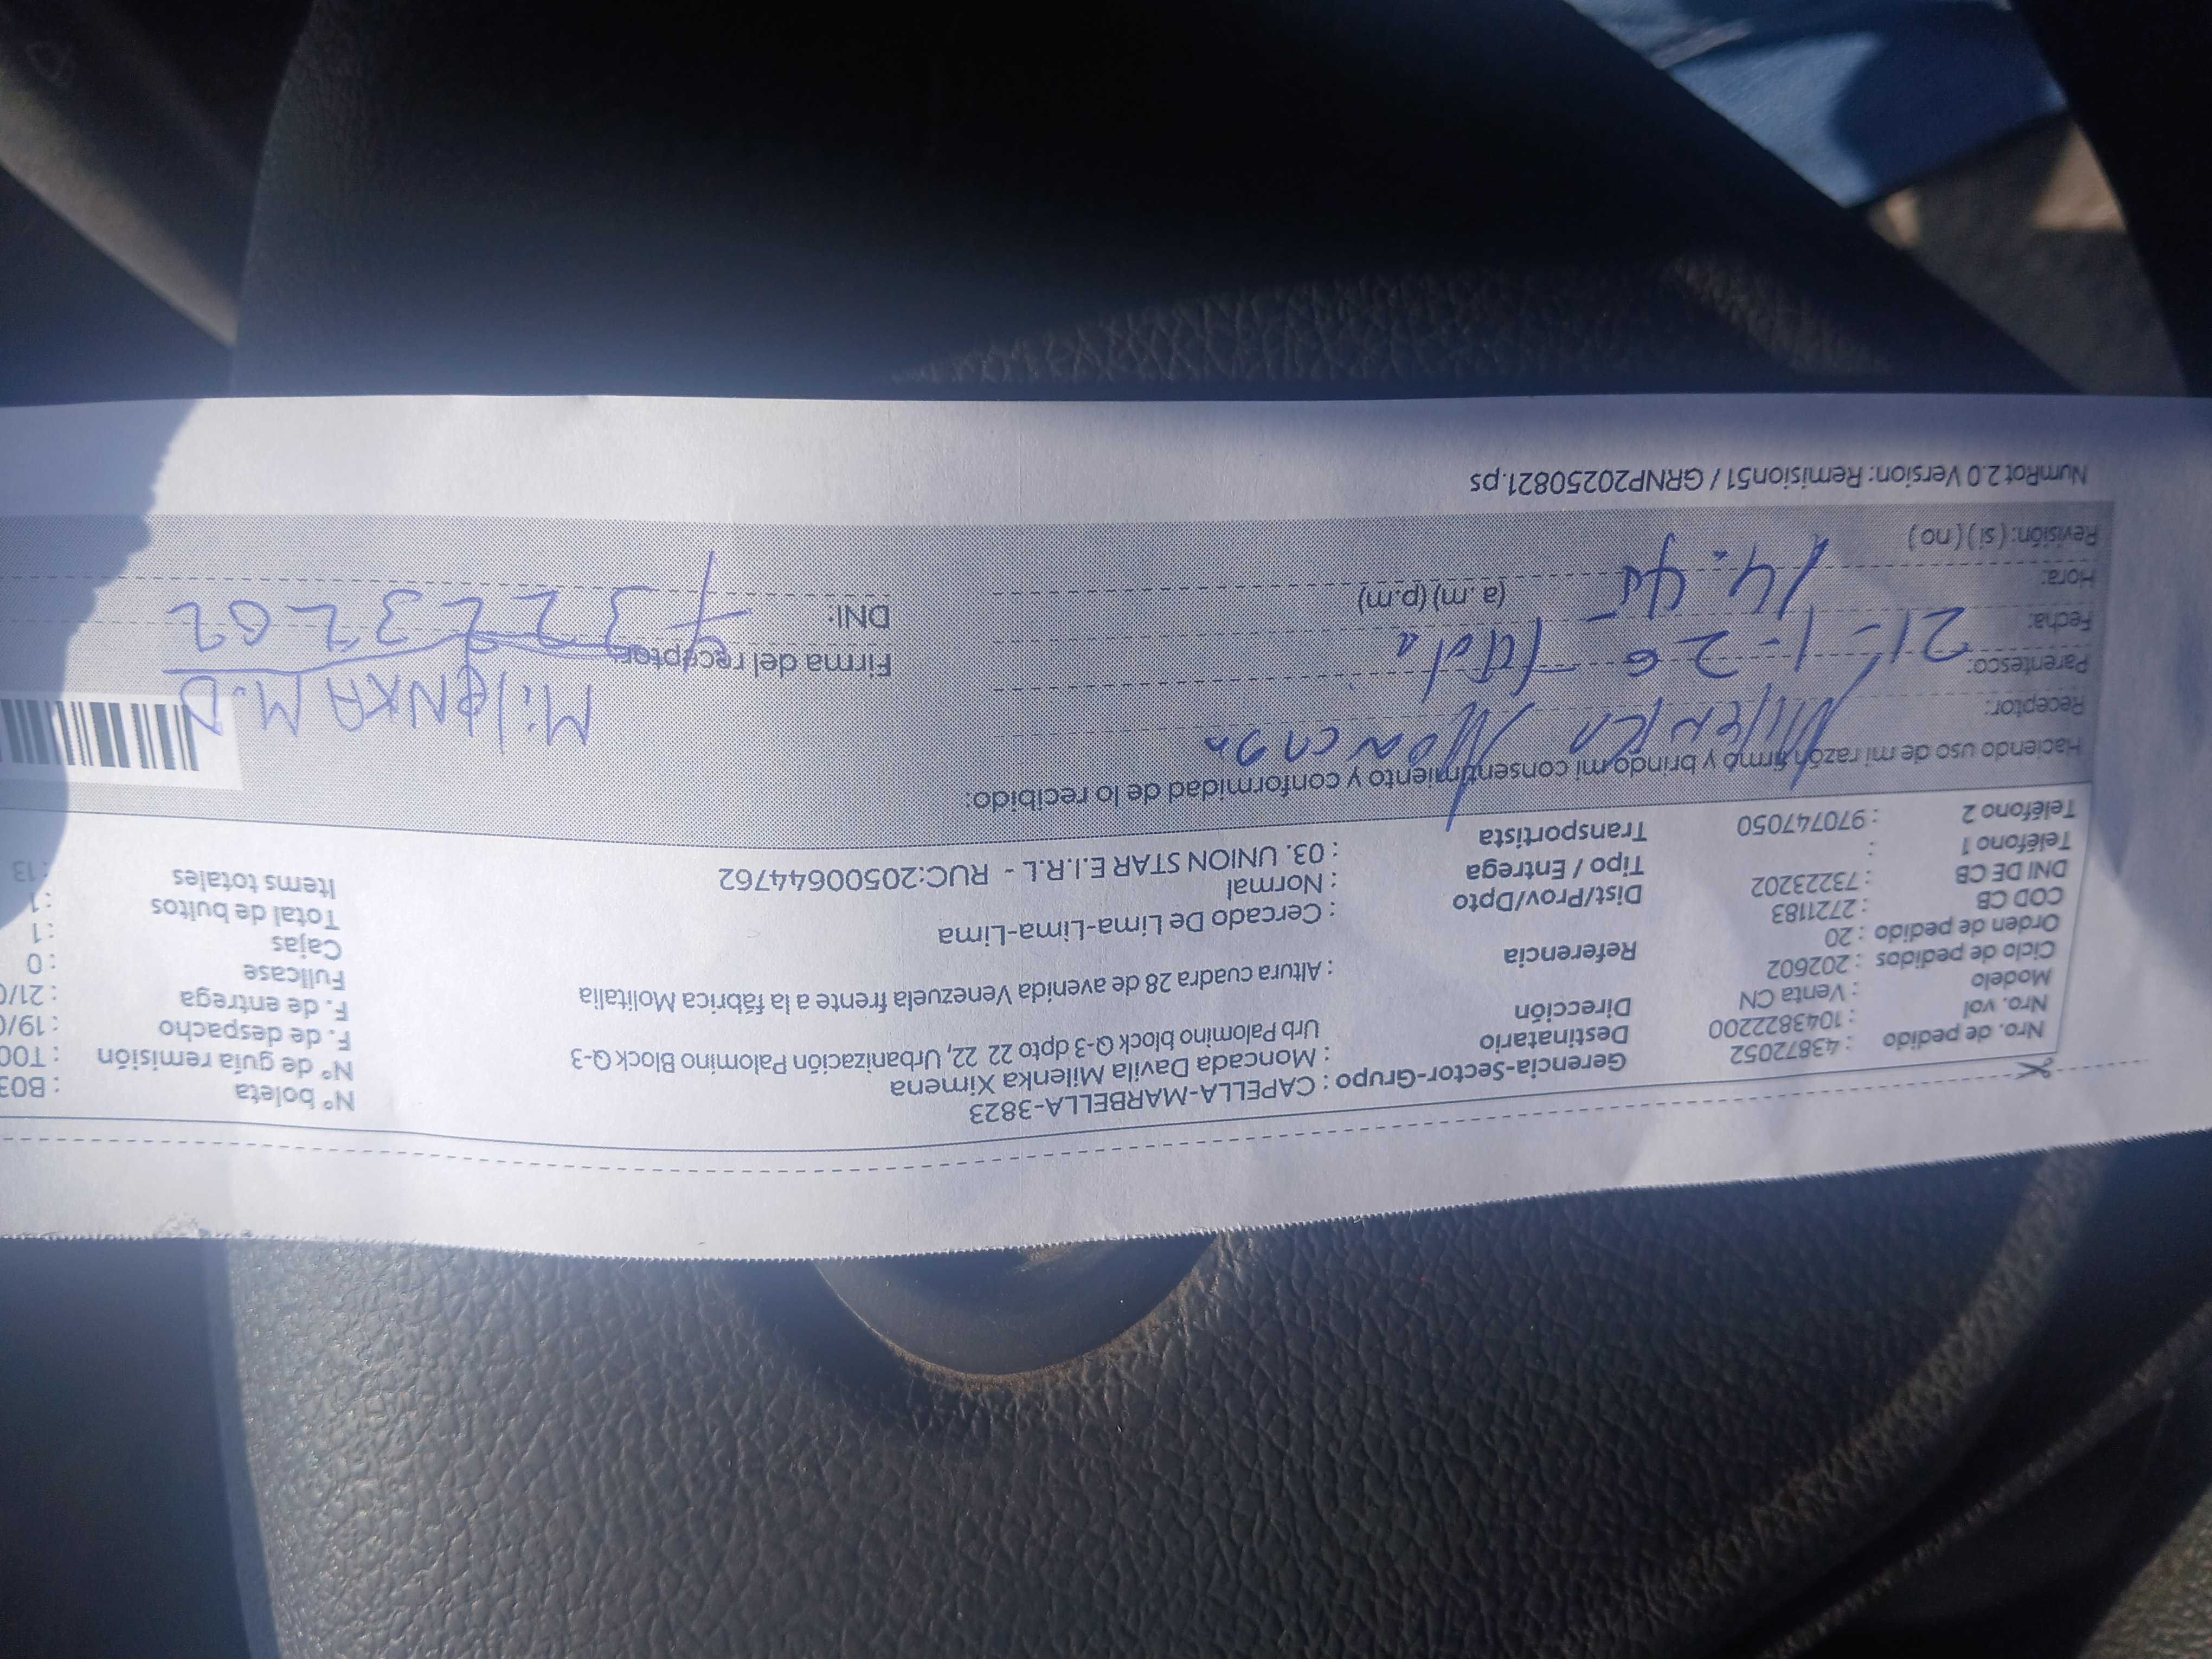 Gerencia-Sector-Grupo : CAPELLA-MARBELLA-3823
Nro. de pedido : 43872052
Destinatario : Moncada Davila Milenka Ximena
Nº boleta : B03
Nro. vol : 1043822200
Dirección Urb Palomino block Q-3 dpto 22 22, Urbanización Palomino Block Q-3
Nº de guía remisión : T00
Modelo : Venta CN
F. de despacho : 19/0
Ciclo de pedidos : 202602
Referencia : Altura cuadra 28 de avenida Venezuela frente a la fábrica Molitalia
F. de entrega : 21/0
Orden de pedido : 20
Fullcase : 0
COD CB : 2721183
Dist/Prov/Dpto : Cercado De Lima-Lima-Lima
Cajas : 1
DNI DE CB : 73223202
Tipo / Entrega : Normal
Total de bultos : 1
Teléfono 1 :
Transportista : 03. UNION STAR E.I.R.L - RUC:20500644762
Items totales : 13
Teléfono 2 : 970747050
Haciendo uso de mi razón firmo y brindo mi consentimiento y conformidad de lo recibido:
Receptor: Milenka Moncada
MilENKA M.D
Parentesco: Titula
Firma del receptor
Fecha: 21-1-26
DNI: 73223202
Hora: 14:45 (a.m) (p.m)
Revisión: (si) (no)
NumRot 2.0 Version: Remision51 / GRNP20250821.ps